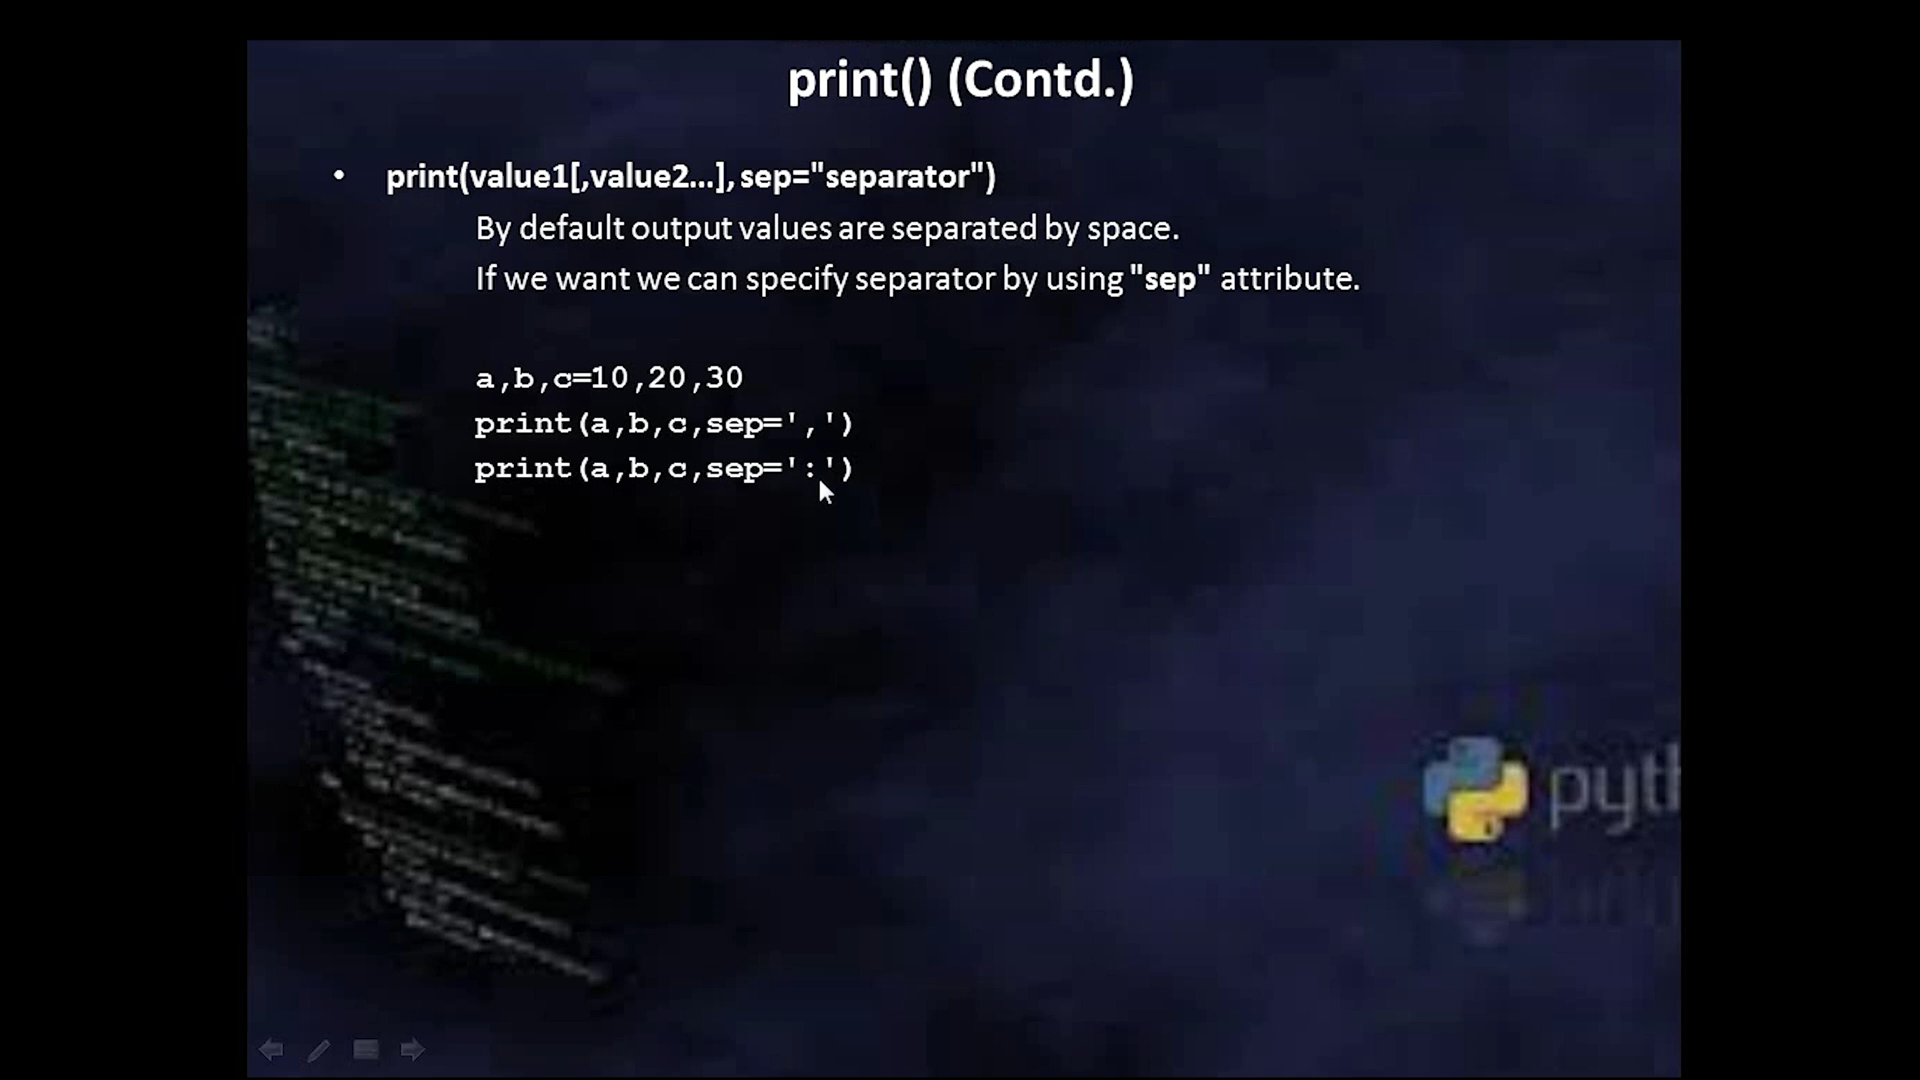 print() (Contd.)
• print(value1[,value2...], sep="separator")
By default output values are separated by space.
If we want we can specify separator by using "sep" attribute.
a,b,c=10,20,30
print(a,b,c,sep=',')
print(a,b,c,sep=':')
pyth